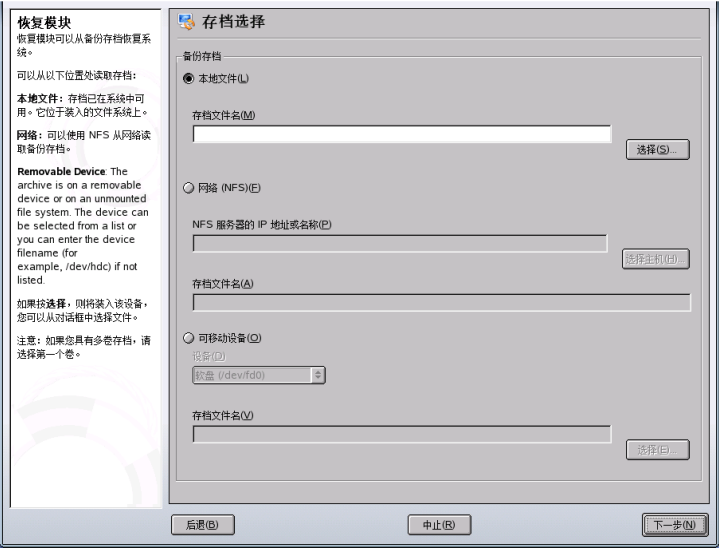 恢复模块
恢复模块可以从备份存档恢复系
统。
可以从以下位置处读取存档：
本地文件：存档已在系统中可
用。它位于装入的文件系统上。
网络：可以使用 NFS 从网络读
取备份存档。
Removable Device: The
archive is on a removable
device or on an unmounted
file system. The device can
be selected from a list or
you can enter the device
filename (for
example, /dev/hdc) if not
listed.
如果按选择，则将装入该设备，
您可以从对话框中选择文件。
注意：如果您具有多卷存档，请
选择第一个卷。
存档选择
备份存档
本地文件(L)
存档文件名(M)
选择(S)...
网络 (NFS)(F)
NFS 服务器的 IP 地址或名称(P)
选择主机(H)...
存档文件名(A)
可移动设备(O)
设备(D)
软盘 (/dev/fd0)
存档文件名(V)
选择(E)...
后退(B)
中止(R)
下一步(N)